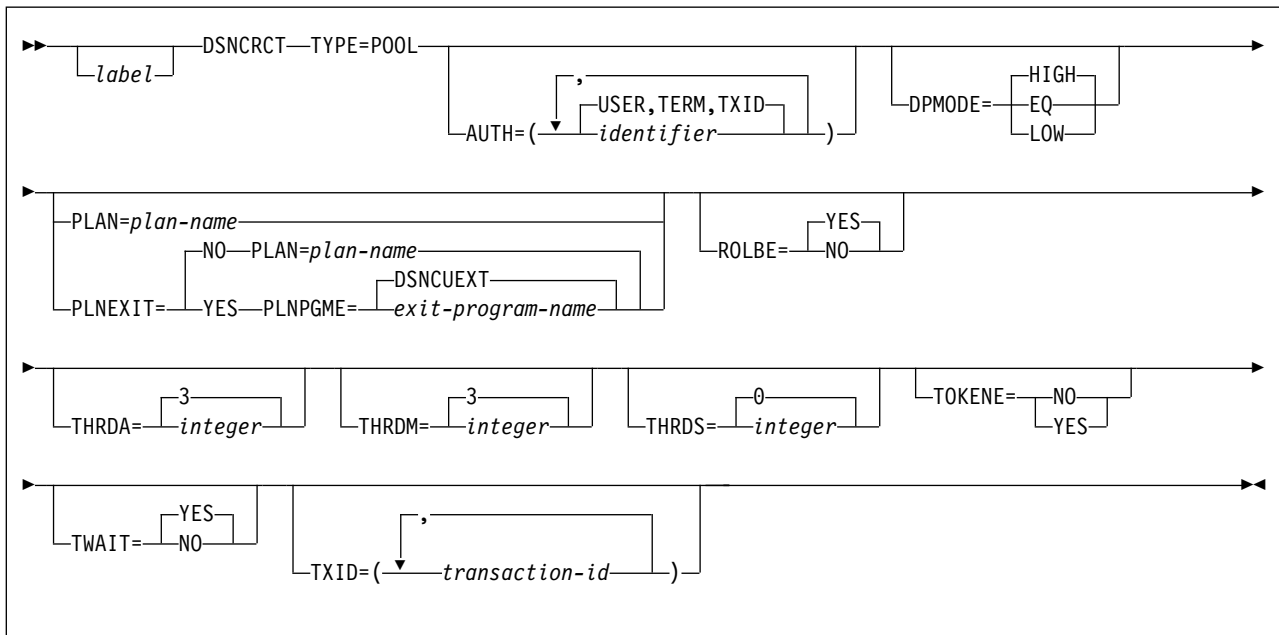 DSNCRCT TYPE=POOL
label
,
USER,TERM,TXID
AUTH=( identifier )
HIGH
DPMODE= EQ
LOW
PLAN=plan-name
NO PLAN=plan-name
DSNCUEXT
PLNEXIT= YES PLNPGME= exit-program-name
YES
ROLBE= NO
3
THRDA= integer
3
THRDM= integer
0
THRDS= integer
TOKENE= NO
YES
YES
TWAIT= NO
,
TXID=( transaction-id )